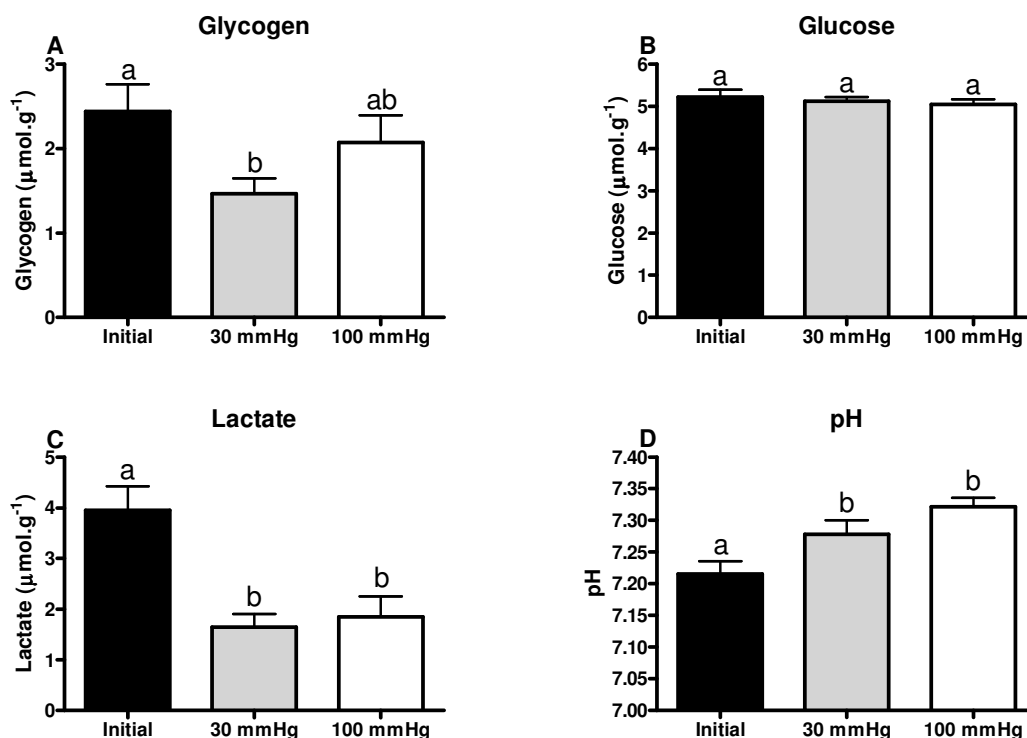 A
Glycogen
Glycogen (μmol.g⁻¹)
3
2
1
0
a
b
ab
Initial
30 mmHg
100 mmHg
B
Glucose
Glucose (μmol.g⁻¹)
6
5
4
3
2
1
0
a
a
a
Initial
30 mmHg
100 mmHg
C
Lactate
Lactate (μmol.g⁻¹)
5
4
3
2
1
0
a
b
b
Initial
30 mmHg
100 mmHg
D
pH
pH
7.40
7.35
7.30
7.25
7.20
7.15
7.10
7.05
7.00
a
b
b
Initial
30 mmHg
100 mmHg